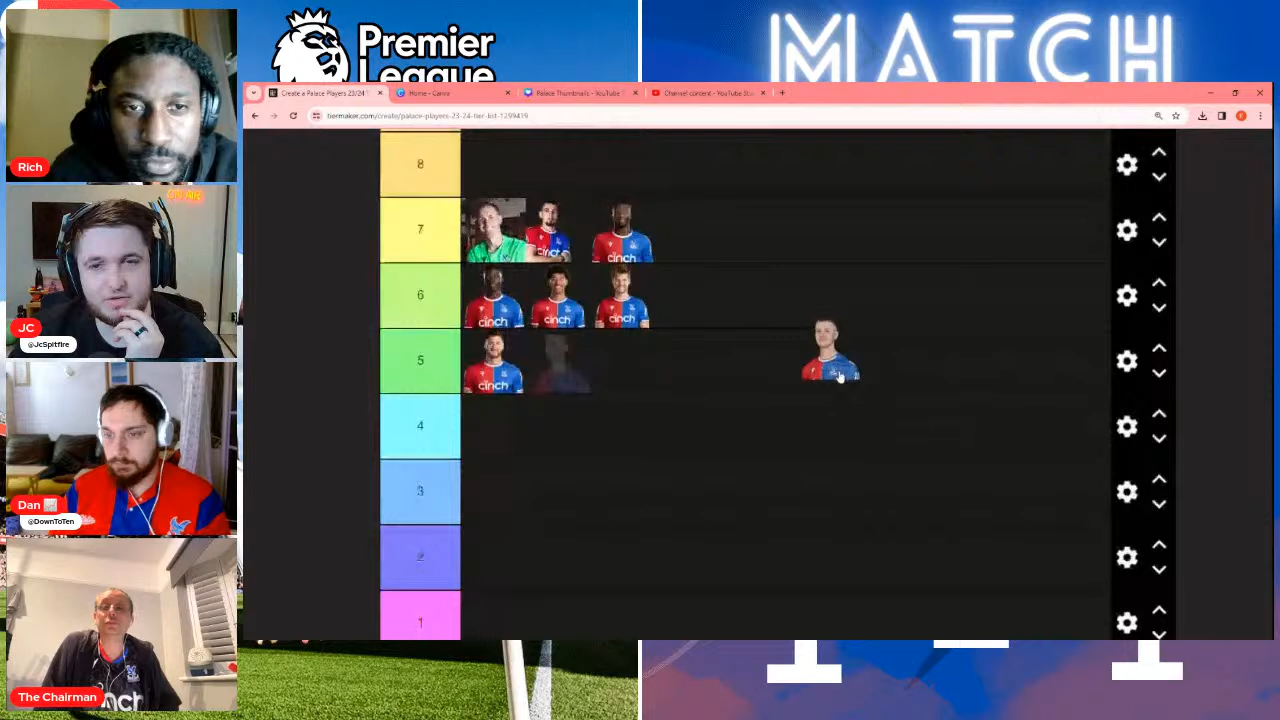 Premier
League
MATCH
Create a Palace Players 23/24 T
Home - Canva
Palace Thumbnails - YouTube
Channel content - YouTube Stu
tiermaker.com/create/palace-players-23-24-tier-list-1299419
8
7
6
5
4
3
2
1
cinch
cinch
cinch
cinch
cinch
cinch
Rich
JC
@JcSpitfire
Dan
@DownToTen
The Chairman